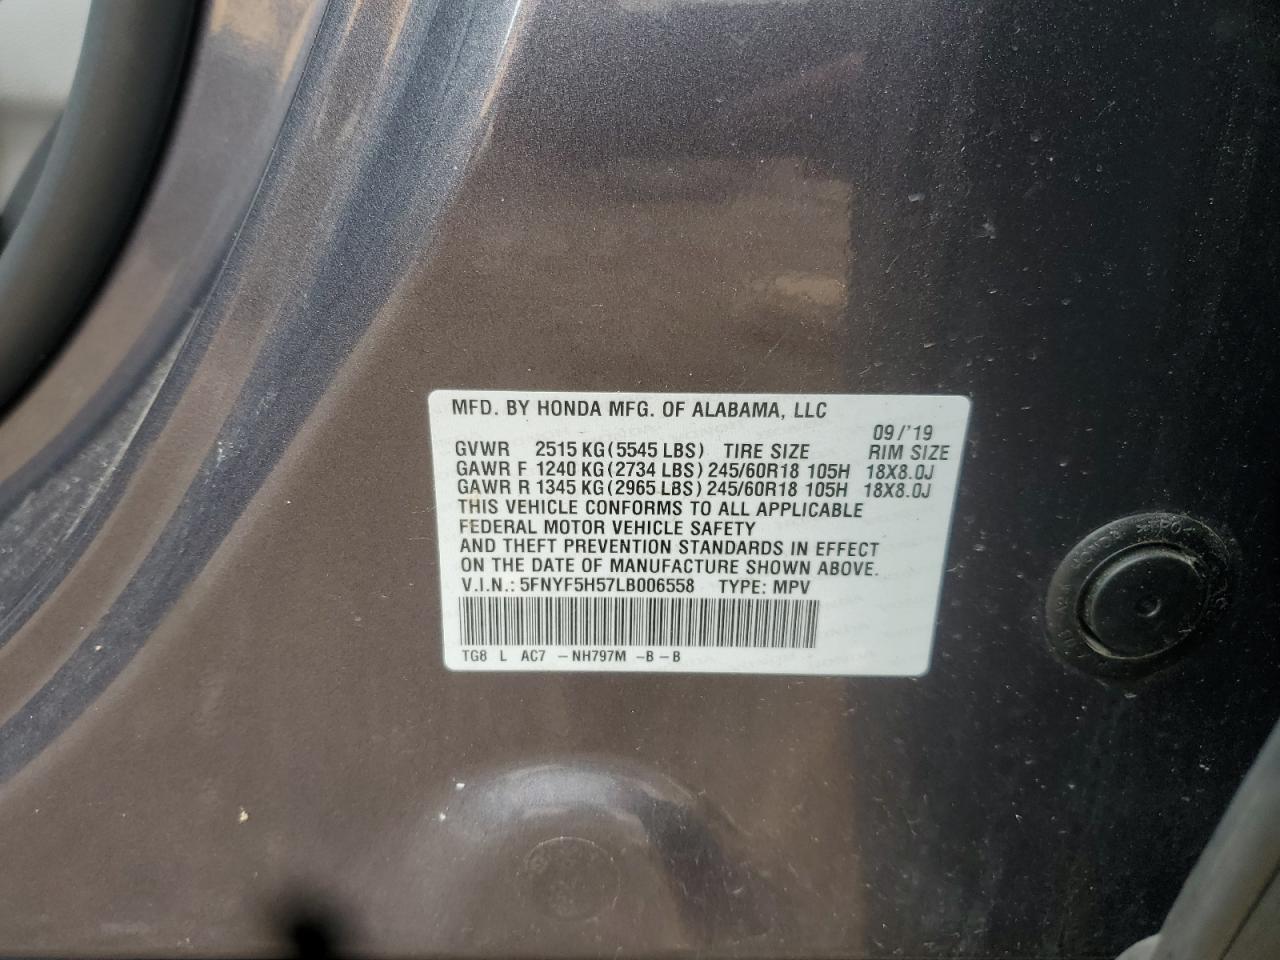 MFD. BY HONDA MFG. OF ALABAMA, LLC
09/'19
GVWR 2515 KG (5545 LBS) TIRE SIZE RIM SIZE
GAWR F 1240 KG (2734 LBS) 245/60R18 105H 18X8.0J
GAWR R 1345 KG (2965 LBS) 245/60R18 105H 18X8.0J
THIS VEHICLE CONFORMS TO ALL APPLICABLE
FEDERAL MOTOR VEHICLE SAFETY
AND THEFT PREVENTION STANDARDS IN EFFECT
ON THE DATE OF MANUFACTURE SHOWN ABOVE.
V.I.N.: 5FNYF5H57LB006558 TYPE: MPV
TG8 L AC7 -NH797M -B -B